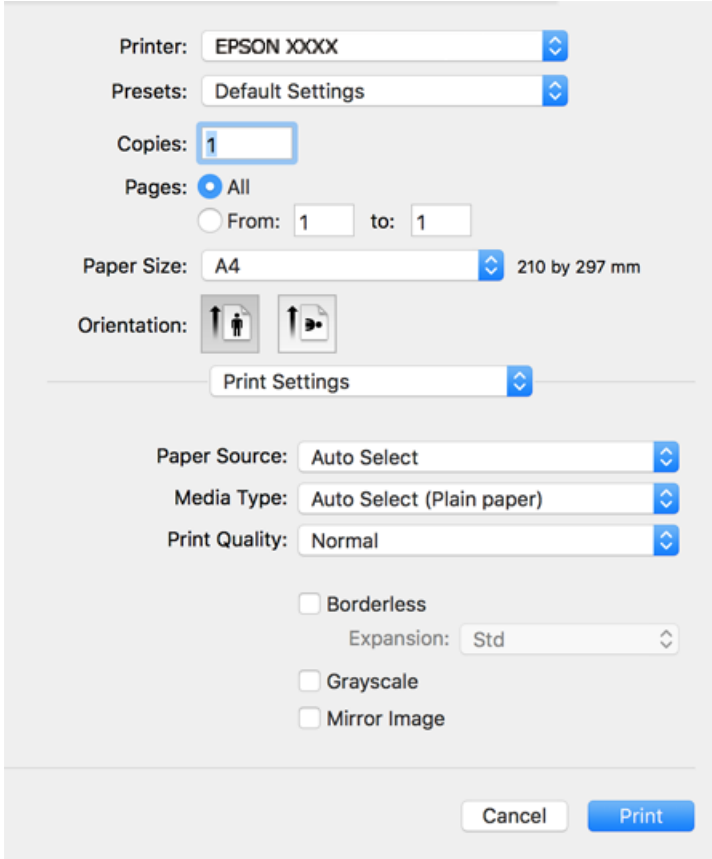 Printer: EPSON XXXX
Presets: Default Settings
Copies: 1
Pages: All
From: 1 to: 1
Paper Size: A4 210 by 297 mm
Orientation:
Print Settings
Paper Source: Auto Select
Media Type: Auto Select (Plain paper)
Print Quality: Normal
Borderless
Expansion: Std
Grayscale
Mirror Image
Cancel Print